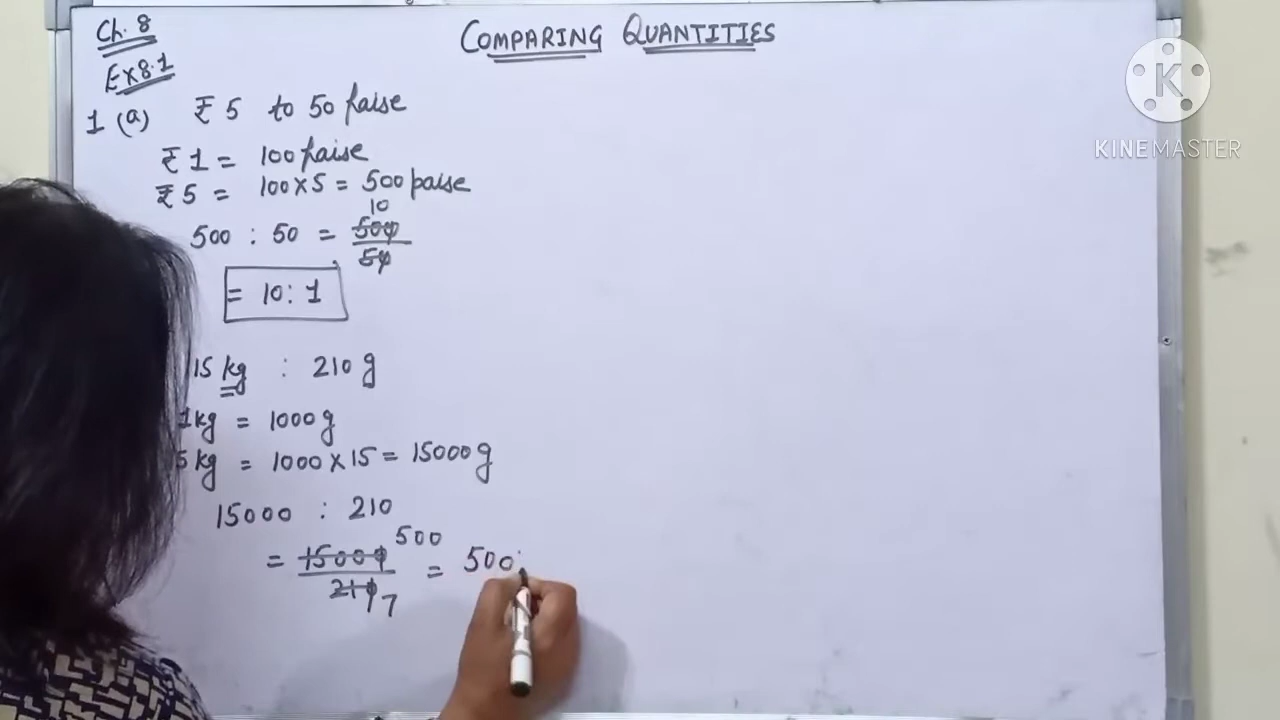 Ch. 8
COMPARING QUANTITIES
Ex 8.1
1 (a) ₹ 5 to 50 paise
₹ 1 = 100 paise
₹ 5 = 100 × 5 = 500 paise
10
500 : 50 = 500/50
= 10 : 1
15 kg : 210 g
1kg = 1000 g
5 kg = 1000 × 15 = 15000 g
15000 : 210
= 15000/210 500 7 = 500:
K
KINEMASTER